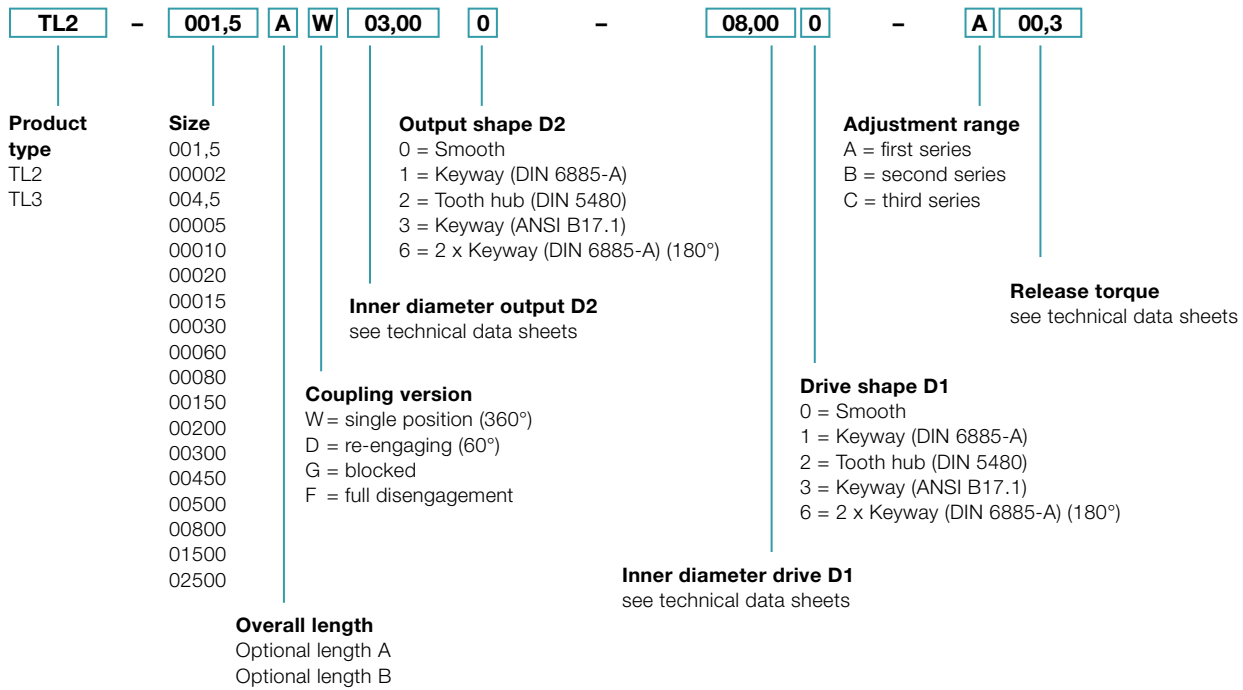 TL2 – 001,5 A W 03,00 0 – 08,00 0 – A 00,3
Product
type
TL2
TL3
Size
001,5
00002
004,5
00005
00010
00020
00015
00030
00060
00080
00150
00200
00300
00450
00500
00800
01500
02500
Overall length
Optional length A
Optional length B
Coupling version
W = single position (360°)
D = re-engaging (60°)
G = blocked
F = full disengagement
Inner diameter output D2
see technical data sheets
Output shape D2
0 = Smooth
1 = Keyway (DIN 6885-A)
2 = Tooth hub (DIN 5480)
3 = Keyway (ANSI B17.1)
6 = 2 x Keyway (DIN 6885-A) (180°)
Inner diameter drive D1
see technical data sheets
Drive shape D1
0 = Smooth
1 = Keyway (DIN 6885-A)
2 = Tooth hub (DIN 5480)
3 = Keyway (ANSI B17.1)
6 = 2 x Keyway (DIN 6885-A) (180°)
Adjustment range
A = first series
B = second series
C = third series
Release torque
see technical data sheets